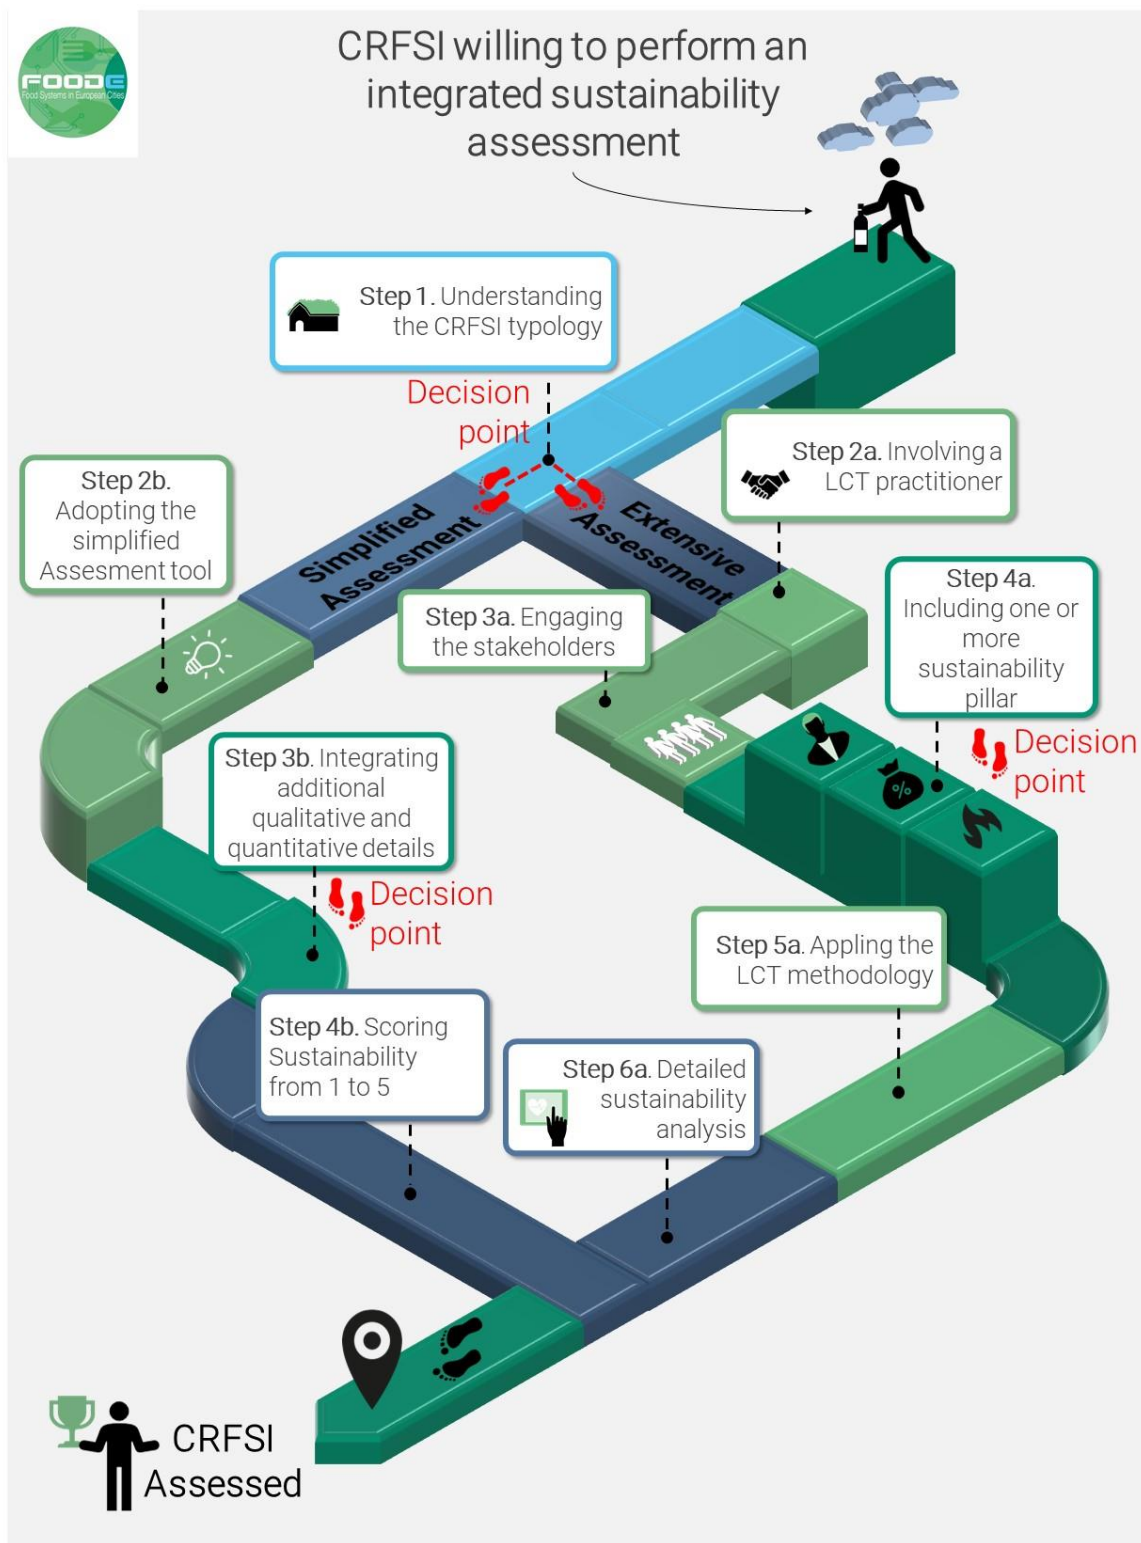 FOODE
Food Systems in European Cities
CRFSI willing to perform an
integrated sustainability
assessment
Step 1. Understanding
the CRFSI typology
Decision
point
Simplified
Assessment
Extensive
Assessment
Step 2a. Involving a
LCT practitioner
Step 2b.
Adopting the
simplified
Assesment tool
Step 3a. Engaging
the stakeholders
Step 4a.
Including one or
more
sustainability
pillar
Decision
point
%
Step 3b. Integrating
additional
qualitative and
quantitative details
Decision
point
Step 5a. Appling the
LCT methodology
Step 4b. Scoring
Sustainability
from 1 to 5
Step 6a. Detailed
sustainability
analysis
CRFSI
Assessed